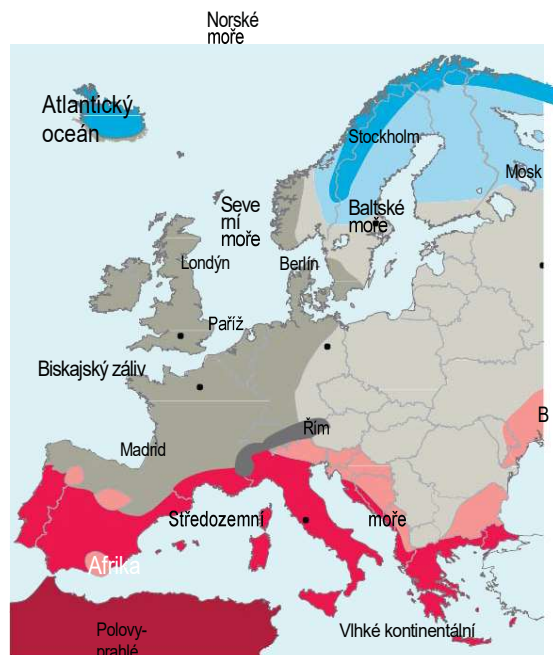 Norské
moře
Atlantický
oceán
Stockholm
Mosk
Seve
rní
moře
Baltské
moře
Londýn
Berlín
Paříž
Biskajský záliv
B
Řím
Madrid
Středozemní
moře
Afrika
Polovy-
prahlé
Vlhké kontinentální